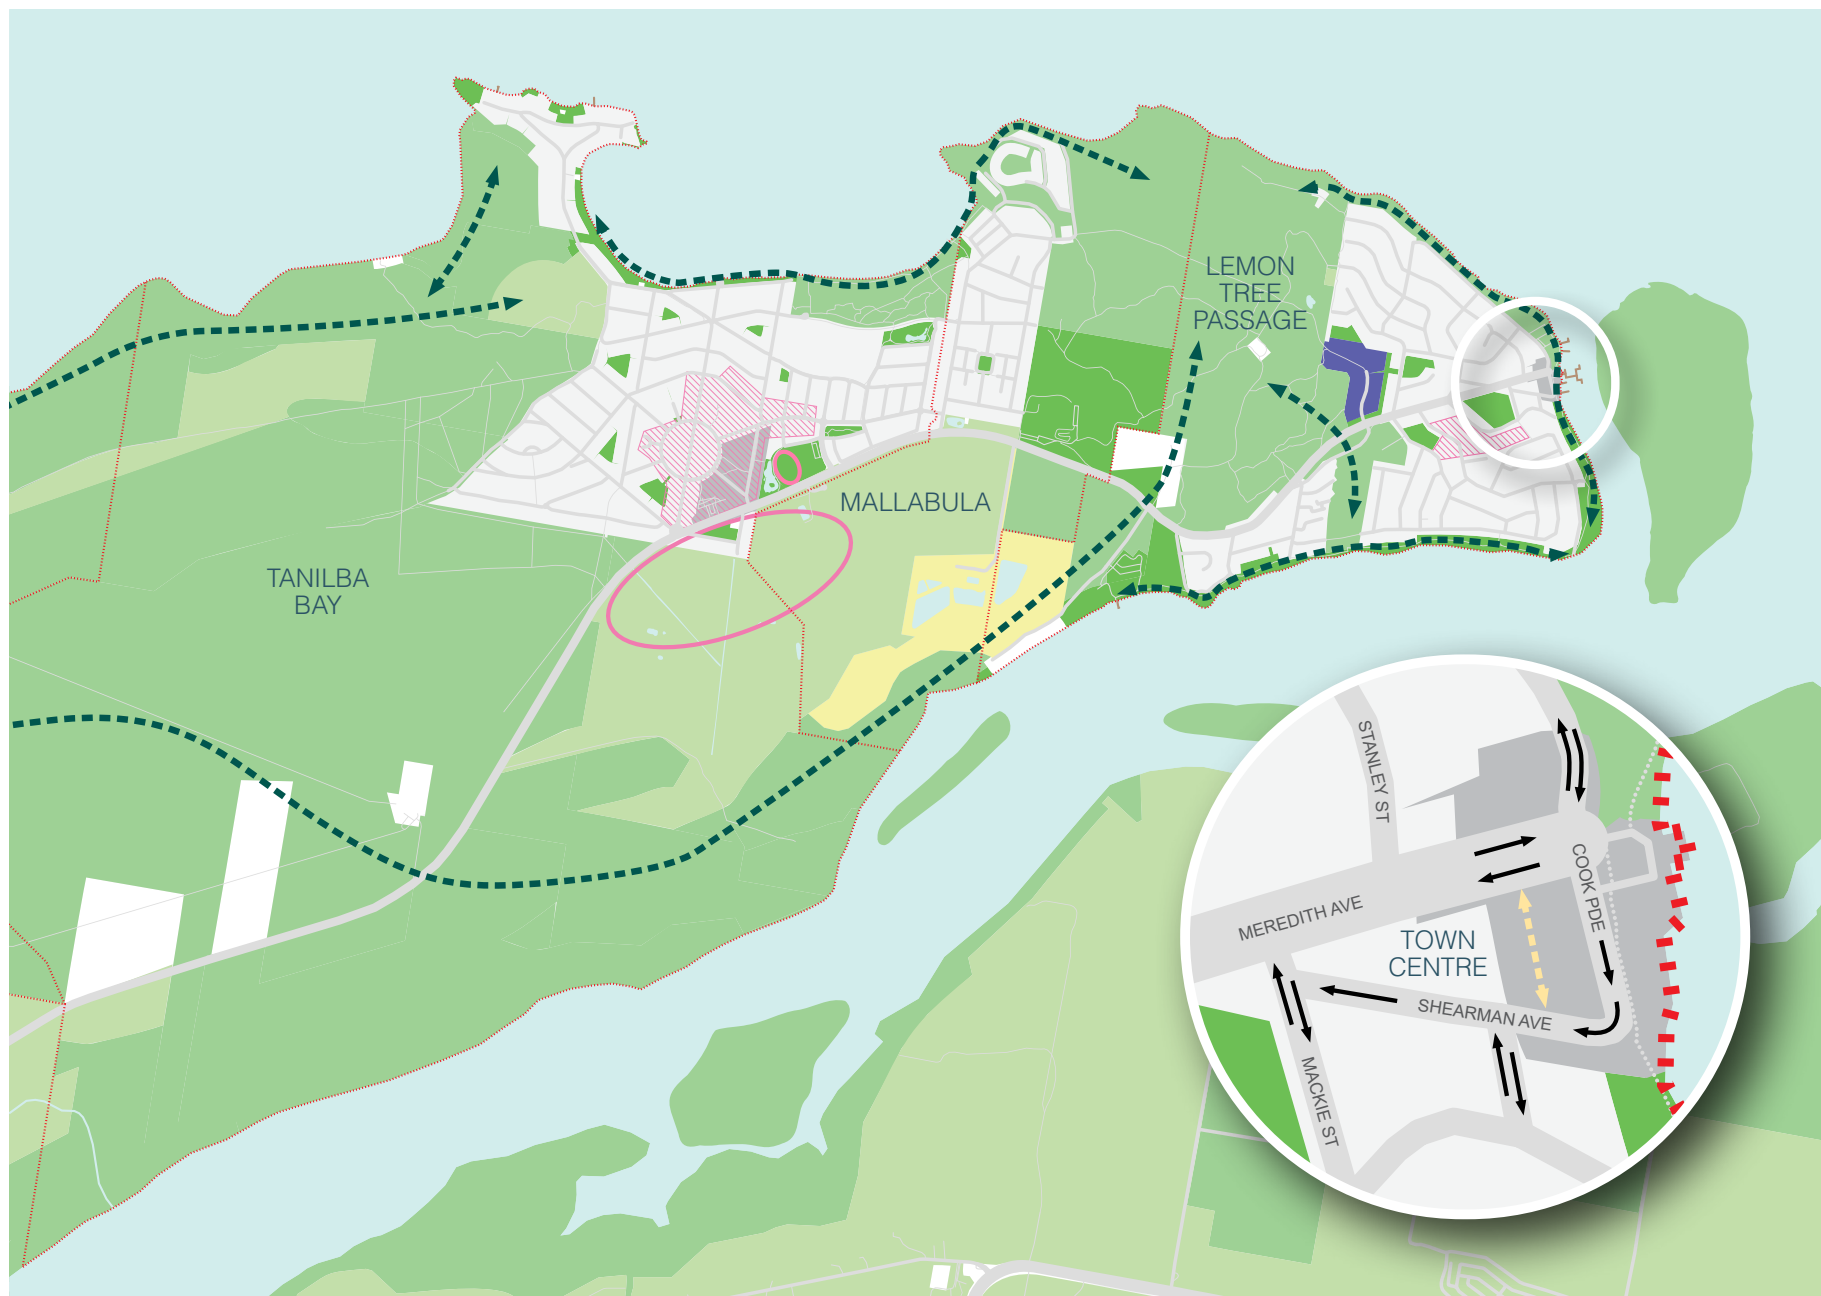 LEMON
TREE
PASSAGE
MALLABULA
TANILBA
BAY
STANLEY ST
COOK PDE
MEREDITH AVE
TOWN
CENTRE
SHEARMAN AVE
MACKIE ST